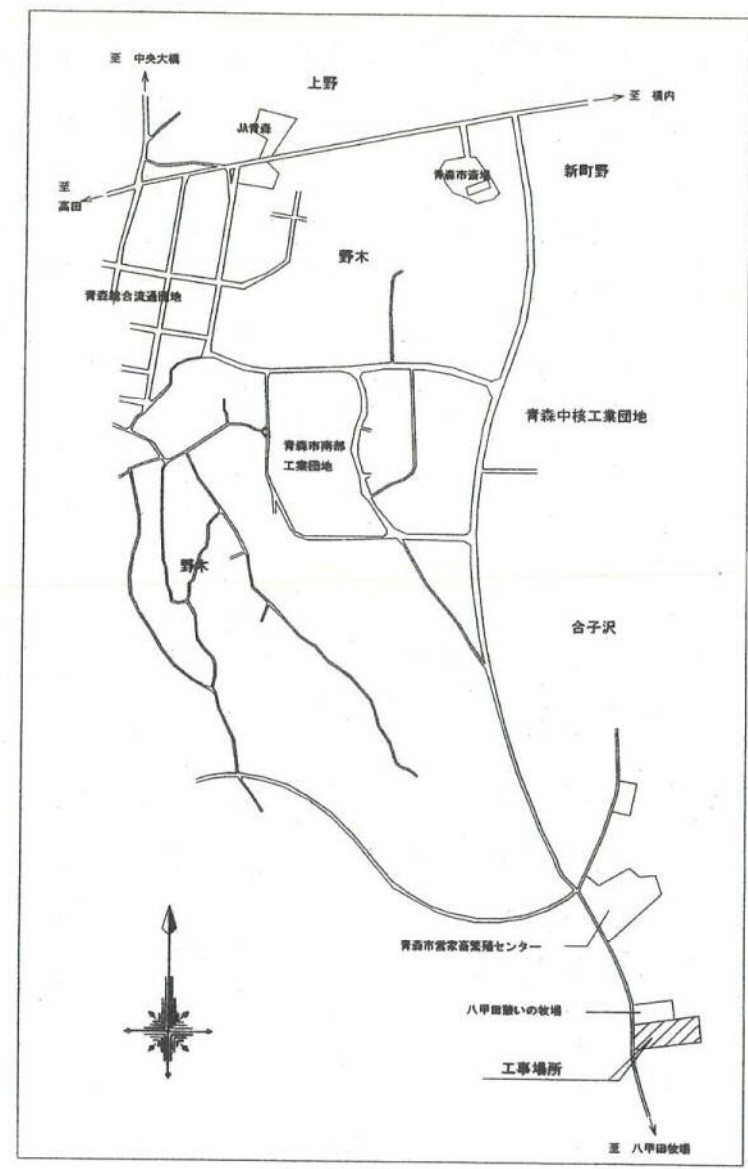 至 中央大橋
上野
至 横内
JA青森
青森市斎場
新町野
至
高田
野木
青森総合流通団地
青森中核工業団地
青森市南部
工業団地
野木
合子沢
青森市営家畜繁殖センター
八甲田憩いの牧場
工事場所
至 八甲田牧場